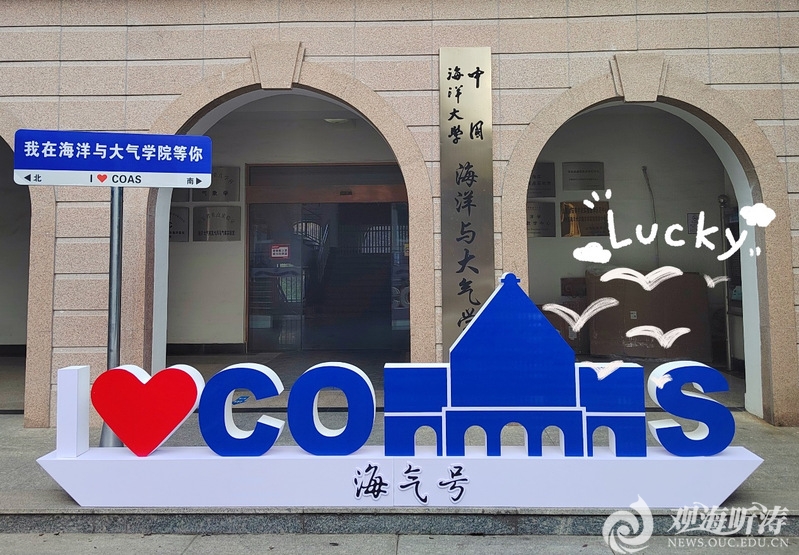 我在海洋与大气学院等你
北 I ❤ COAS 南
中国
海洋大学
海洋与大气学
Lucky
I ❤ COAS
海气号
观海听涛
NEWS.OUC.EDU.CN